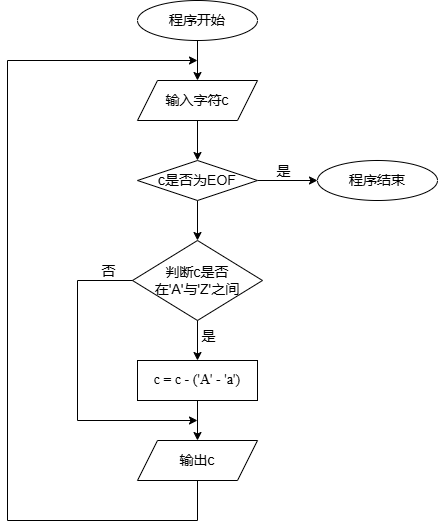 程序开始
输入字符c
c是否为EOF
是
程序结束
判断c是否
在'A'与'Z'之间
否
是
c = c - ('A' - 'a')
输出c